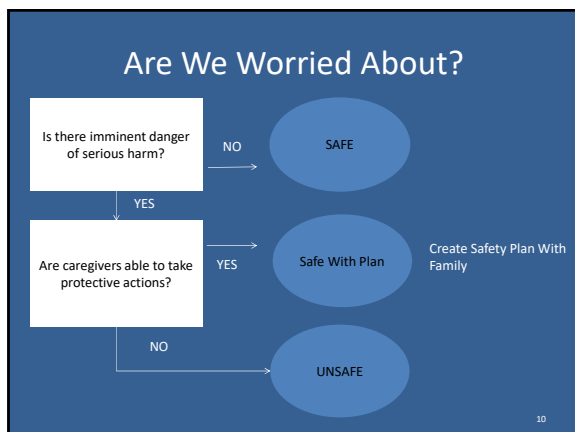 Are We Worried About?
Is there imminent danger
of serious harm?
NO
SAFE
YES
Are caregivers able to take
protective actions?
YES
Safe With Plan
Create Safety Plan With
Family
NO
UNSAFE
10